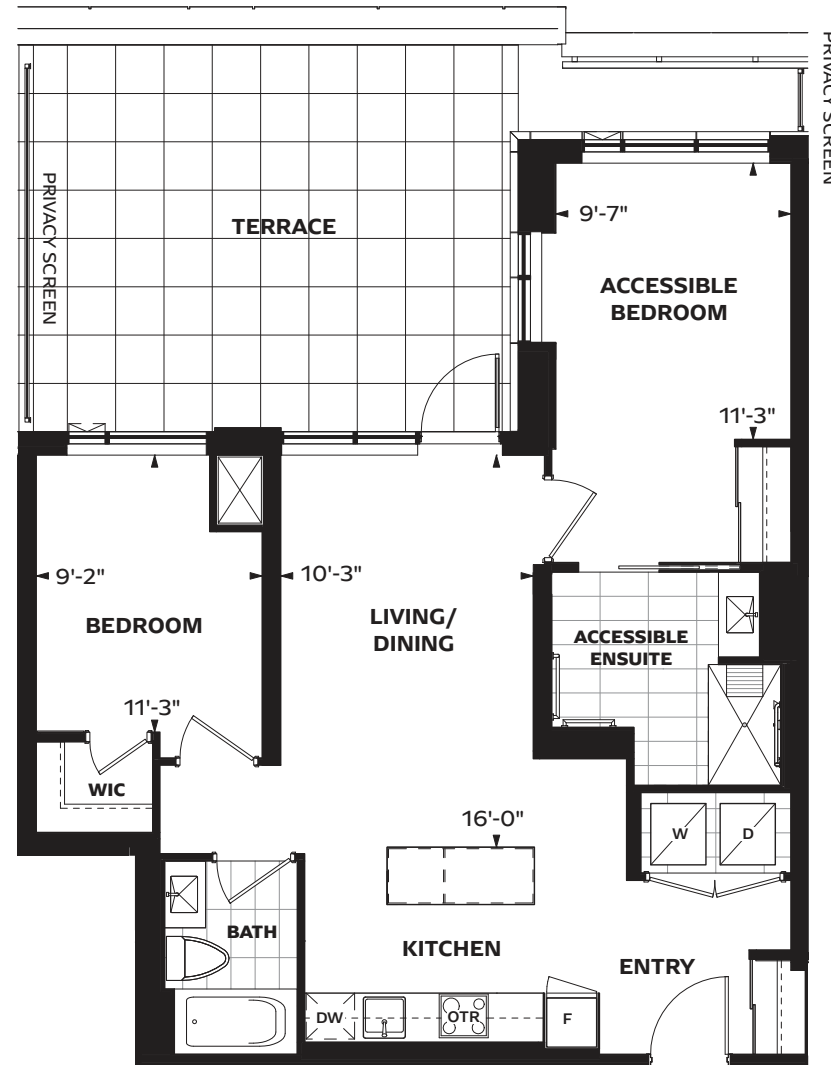 PRIVACY SCREEN
PRIVACY SCREEN
TERRACE
9'-7"
ACCESSIBLE
BEDROOM
11'-3"
9'-2"
BEDROOM
10'-3"
LIVING/
DINING
ACCESSIBLE
ENSUITE
11'-3"
WIC
16'-0"
W
D
BATH
KITCHEN
ENTRY
DW
OTR
F